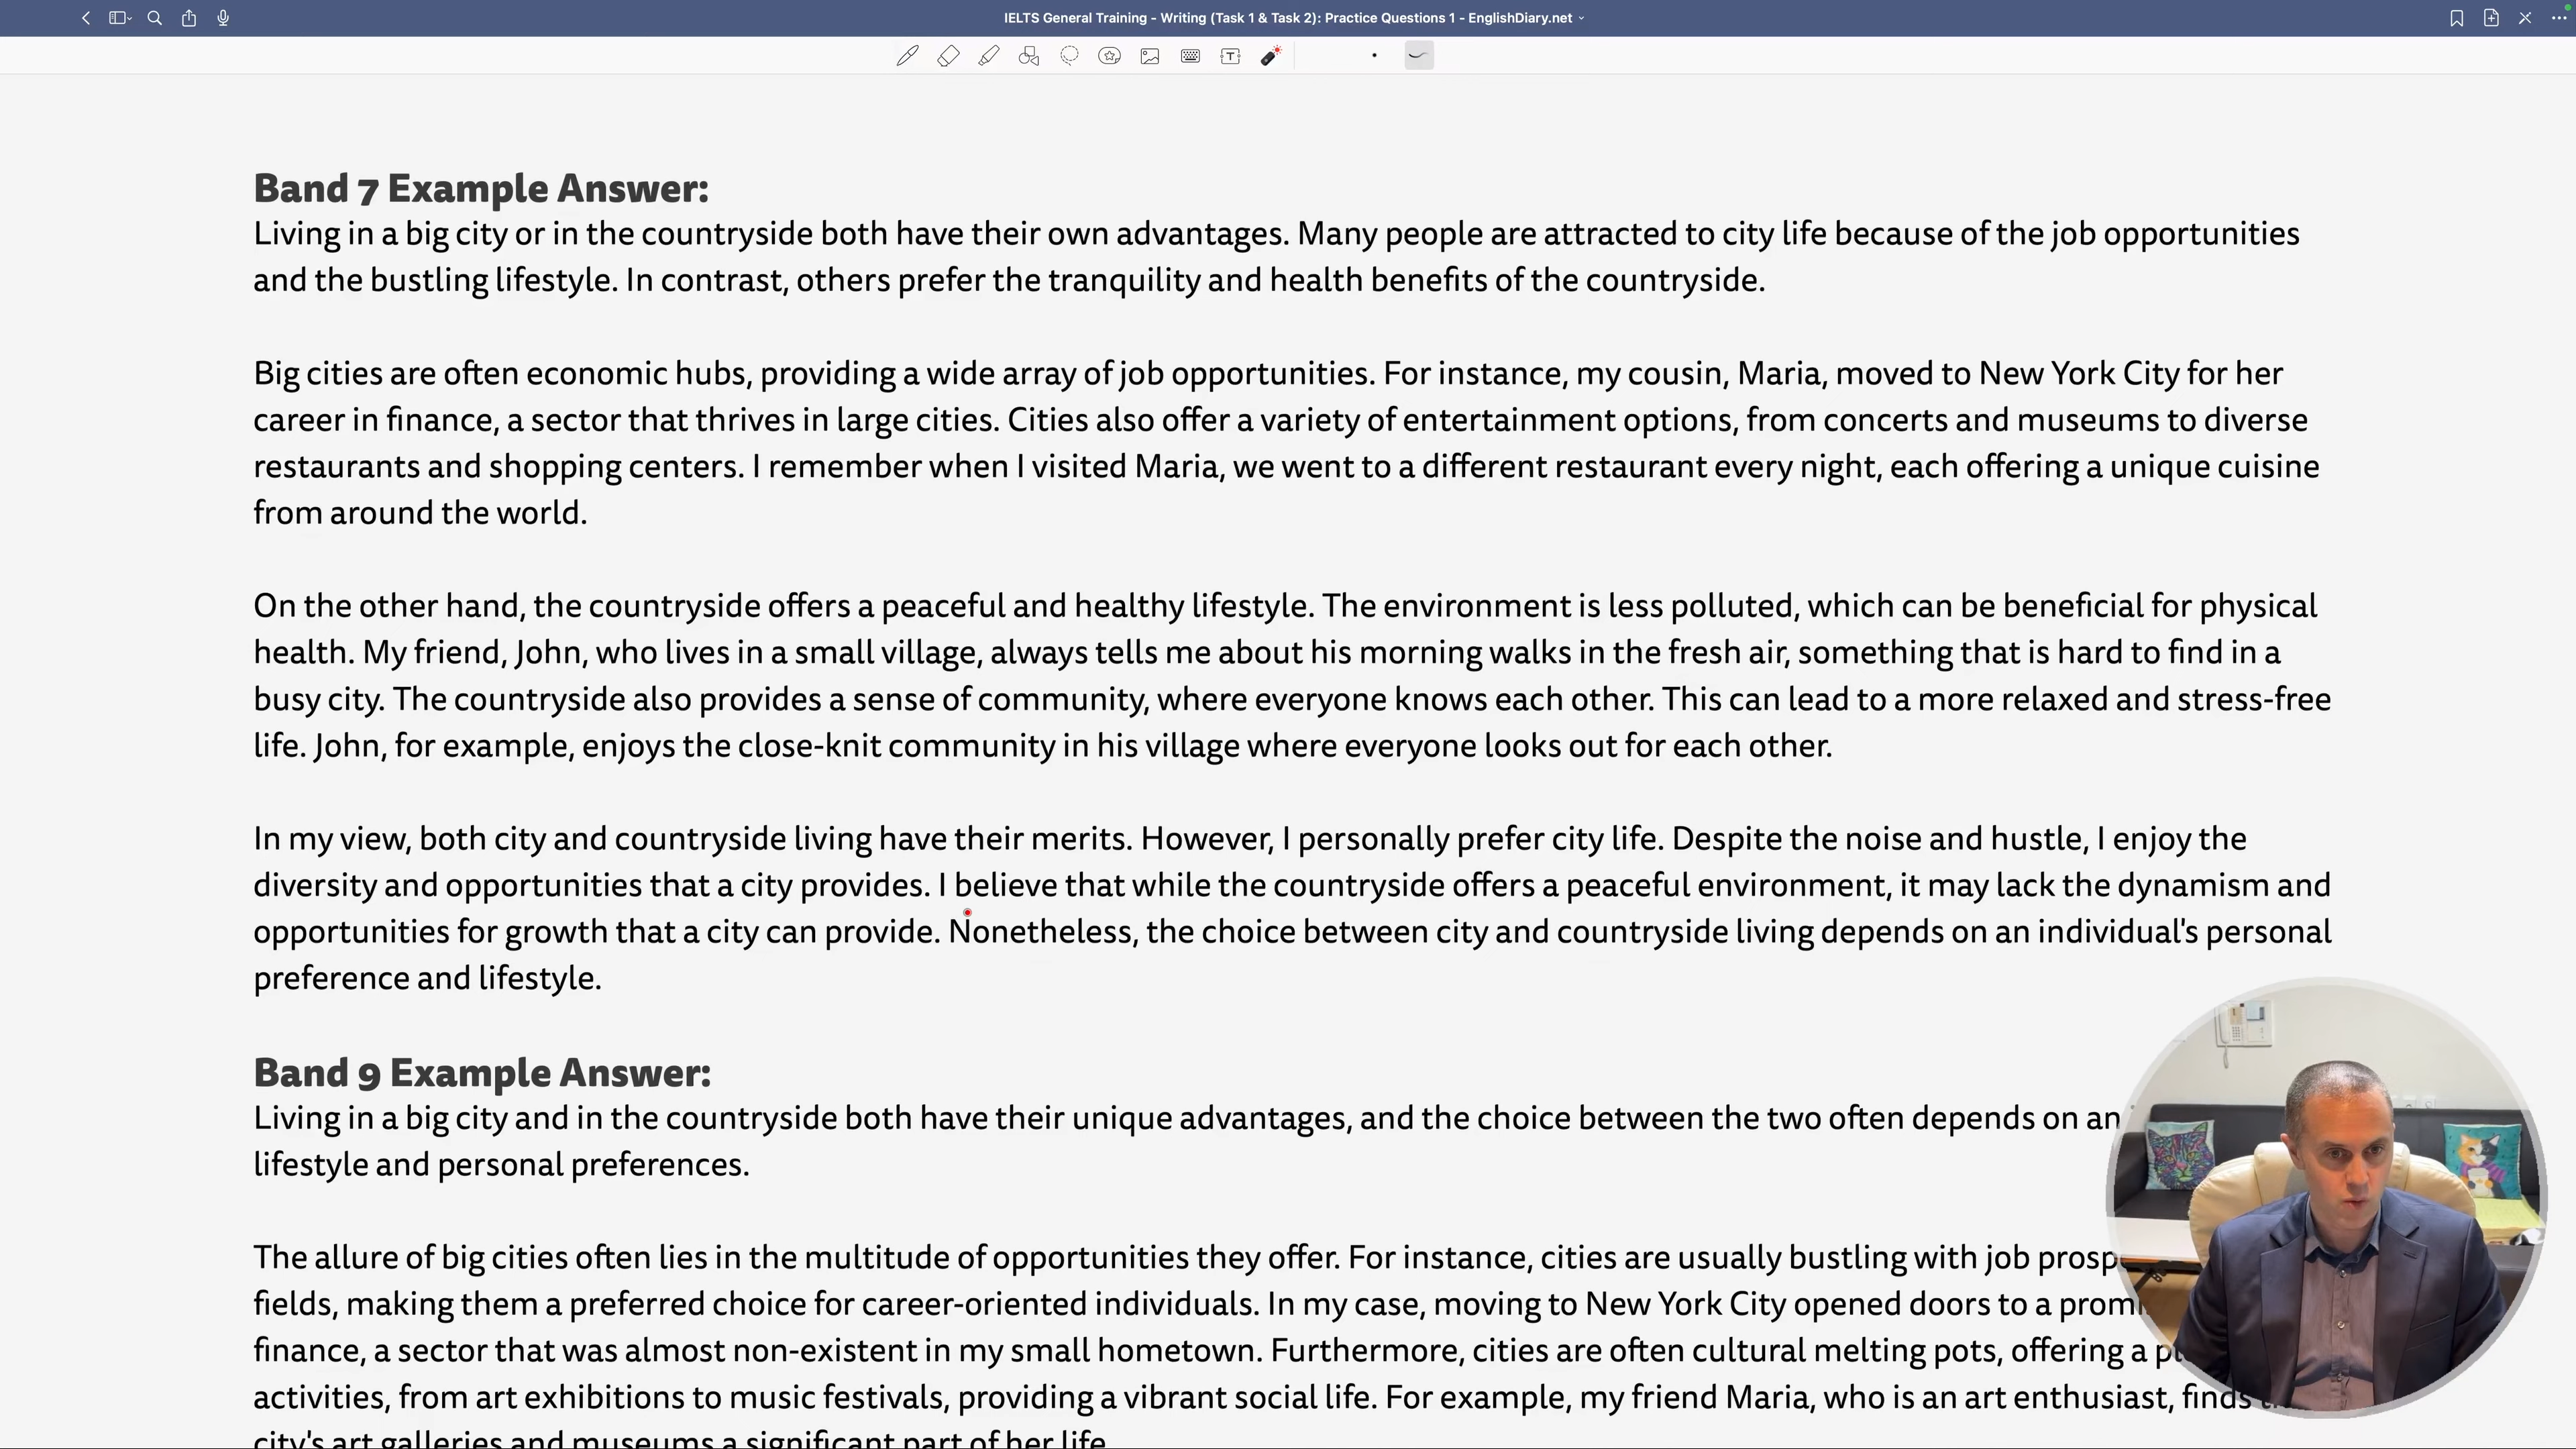 IELTS General Training - Writing (Task 1 & Task 2): Practice Questions 1 - EnglishDiary.net
Band 7 Example Answer:
Living in a big city or in the countryside both have their own advantages. Many people are attracted to city life because of the job opportunities
and the bustling lifestyle. In contrast, others prefer the tranquility and health benefits of the countryside.
Big cities are often economic hubs, providing a wide array of job opportunities. For instance, my cousin, Maria, moved to New York City for her
career in finance, a sector that thrives in large cities. Cities also offer a variety of entertainment options, from concerts and museums to diverse
restaurants and shopping centers. I remember when I visited Maria, we went to a different restaurant every night, each offering a unique cuisine
from around the world.
On the other hand, the countryside offers a peaceful and healthy lifestyle. The environment is less polluted, which can be beneficial for physical
health. My friend, John, who lives in a small village, always tells me about his morning walks in the fresh air, something that is hard to find in a
busy city. The countryside also provides a sense of community, where everyone knows each other. This can lead to a more relaxed and stress-free
life. John, for example, enjoys the close-knit community in his village where everyone looks out for each other.
In my view, both city and countryside living have their merits. However, I personally prefer city life. Despite the noise and hustle, I enjoy the
diversity and opportunities that a city provides. I believe that while the countryside offers a peaceful environment, it may lack the dynamism and
opportunities for growth that a city can provide. Nonetheless, the choice between city and countryside living depends on an individual's personal
preference and lifestyle.
Band 9 Example Answer:
Living in a big city and in the countryside both have their unique advantages, and the choice between the two often depends on an
lifestyle and personal preferences.
The allure of big cities often lies in the multitude of opportunities they offer. For instance, cities are usually bustling with job
fields, making them a preferred choice for career-oriented individuals. In my case, moving to New York City opened doors to a
finance, a sector that was almost non-existent in my small hometown. Furthermore, cities are often cultural melting pots, offering a
activities, from art exhibitions to music festivals, providing a vibrant social life. For example, my friend Maria, who is an art enthusiast, finds
city's art galleries and museums a significant part of her life.